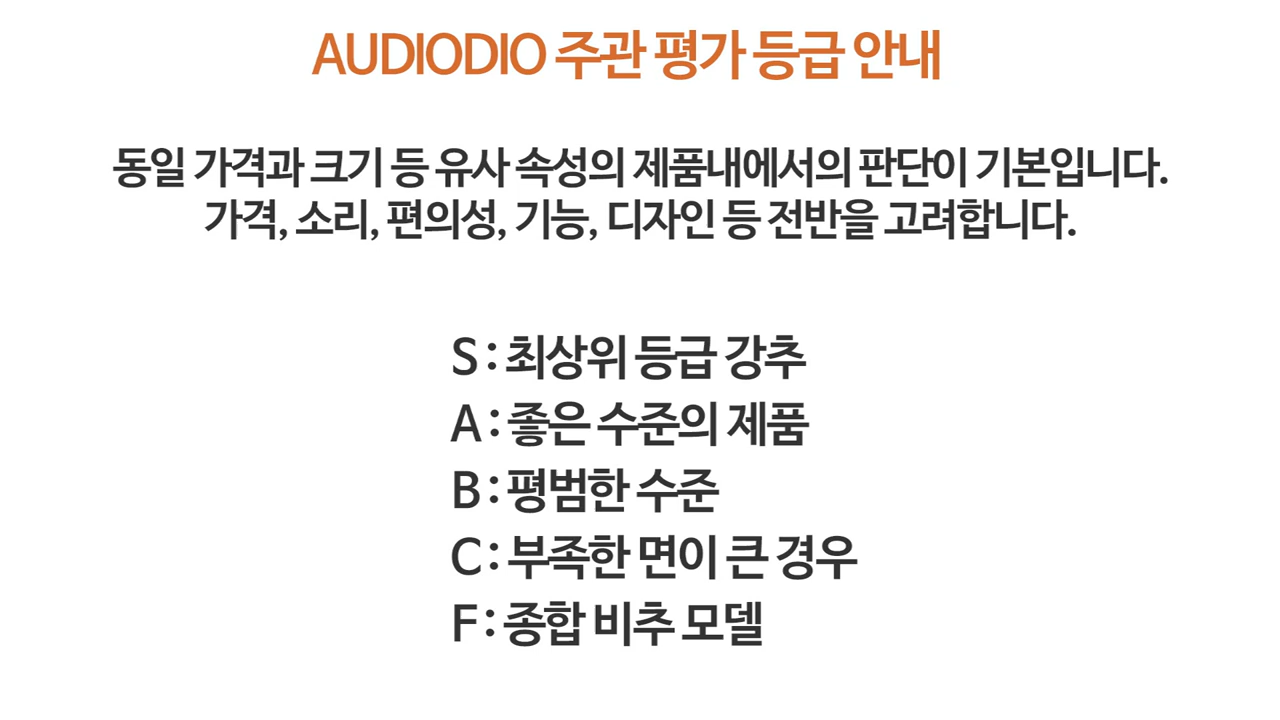 AUDIODIO 주관 평가 등급 안내
동일 가격과 크기 등 유사 속성의 제품내에서의 판단이 기본입니다.
가격, 소리, 편의성, 기능, 디자인 등 전반을 고려합니다.
S : 최상위 등급 강추
A : 좋은 수준의 제품
B : 평범한 수준
C : 부족한 면이 큰 경우
F : 종합 비추 모델